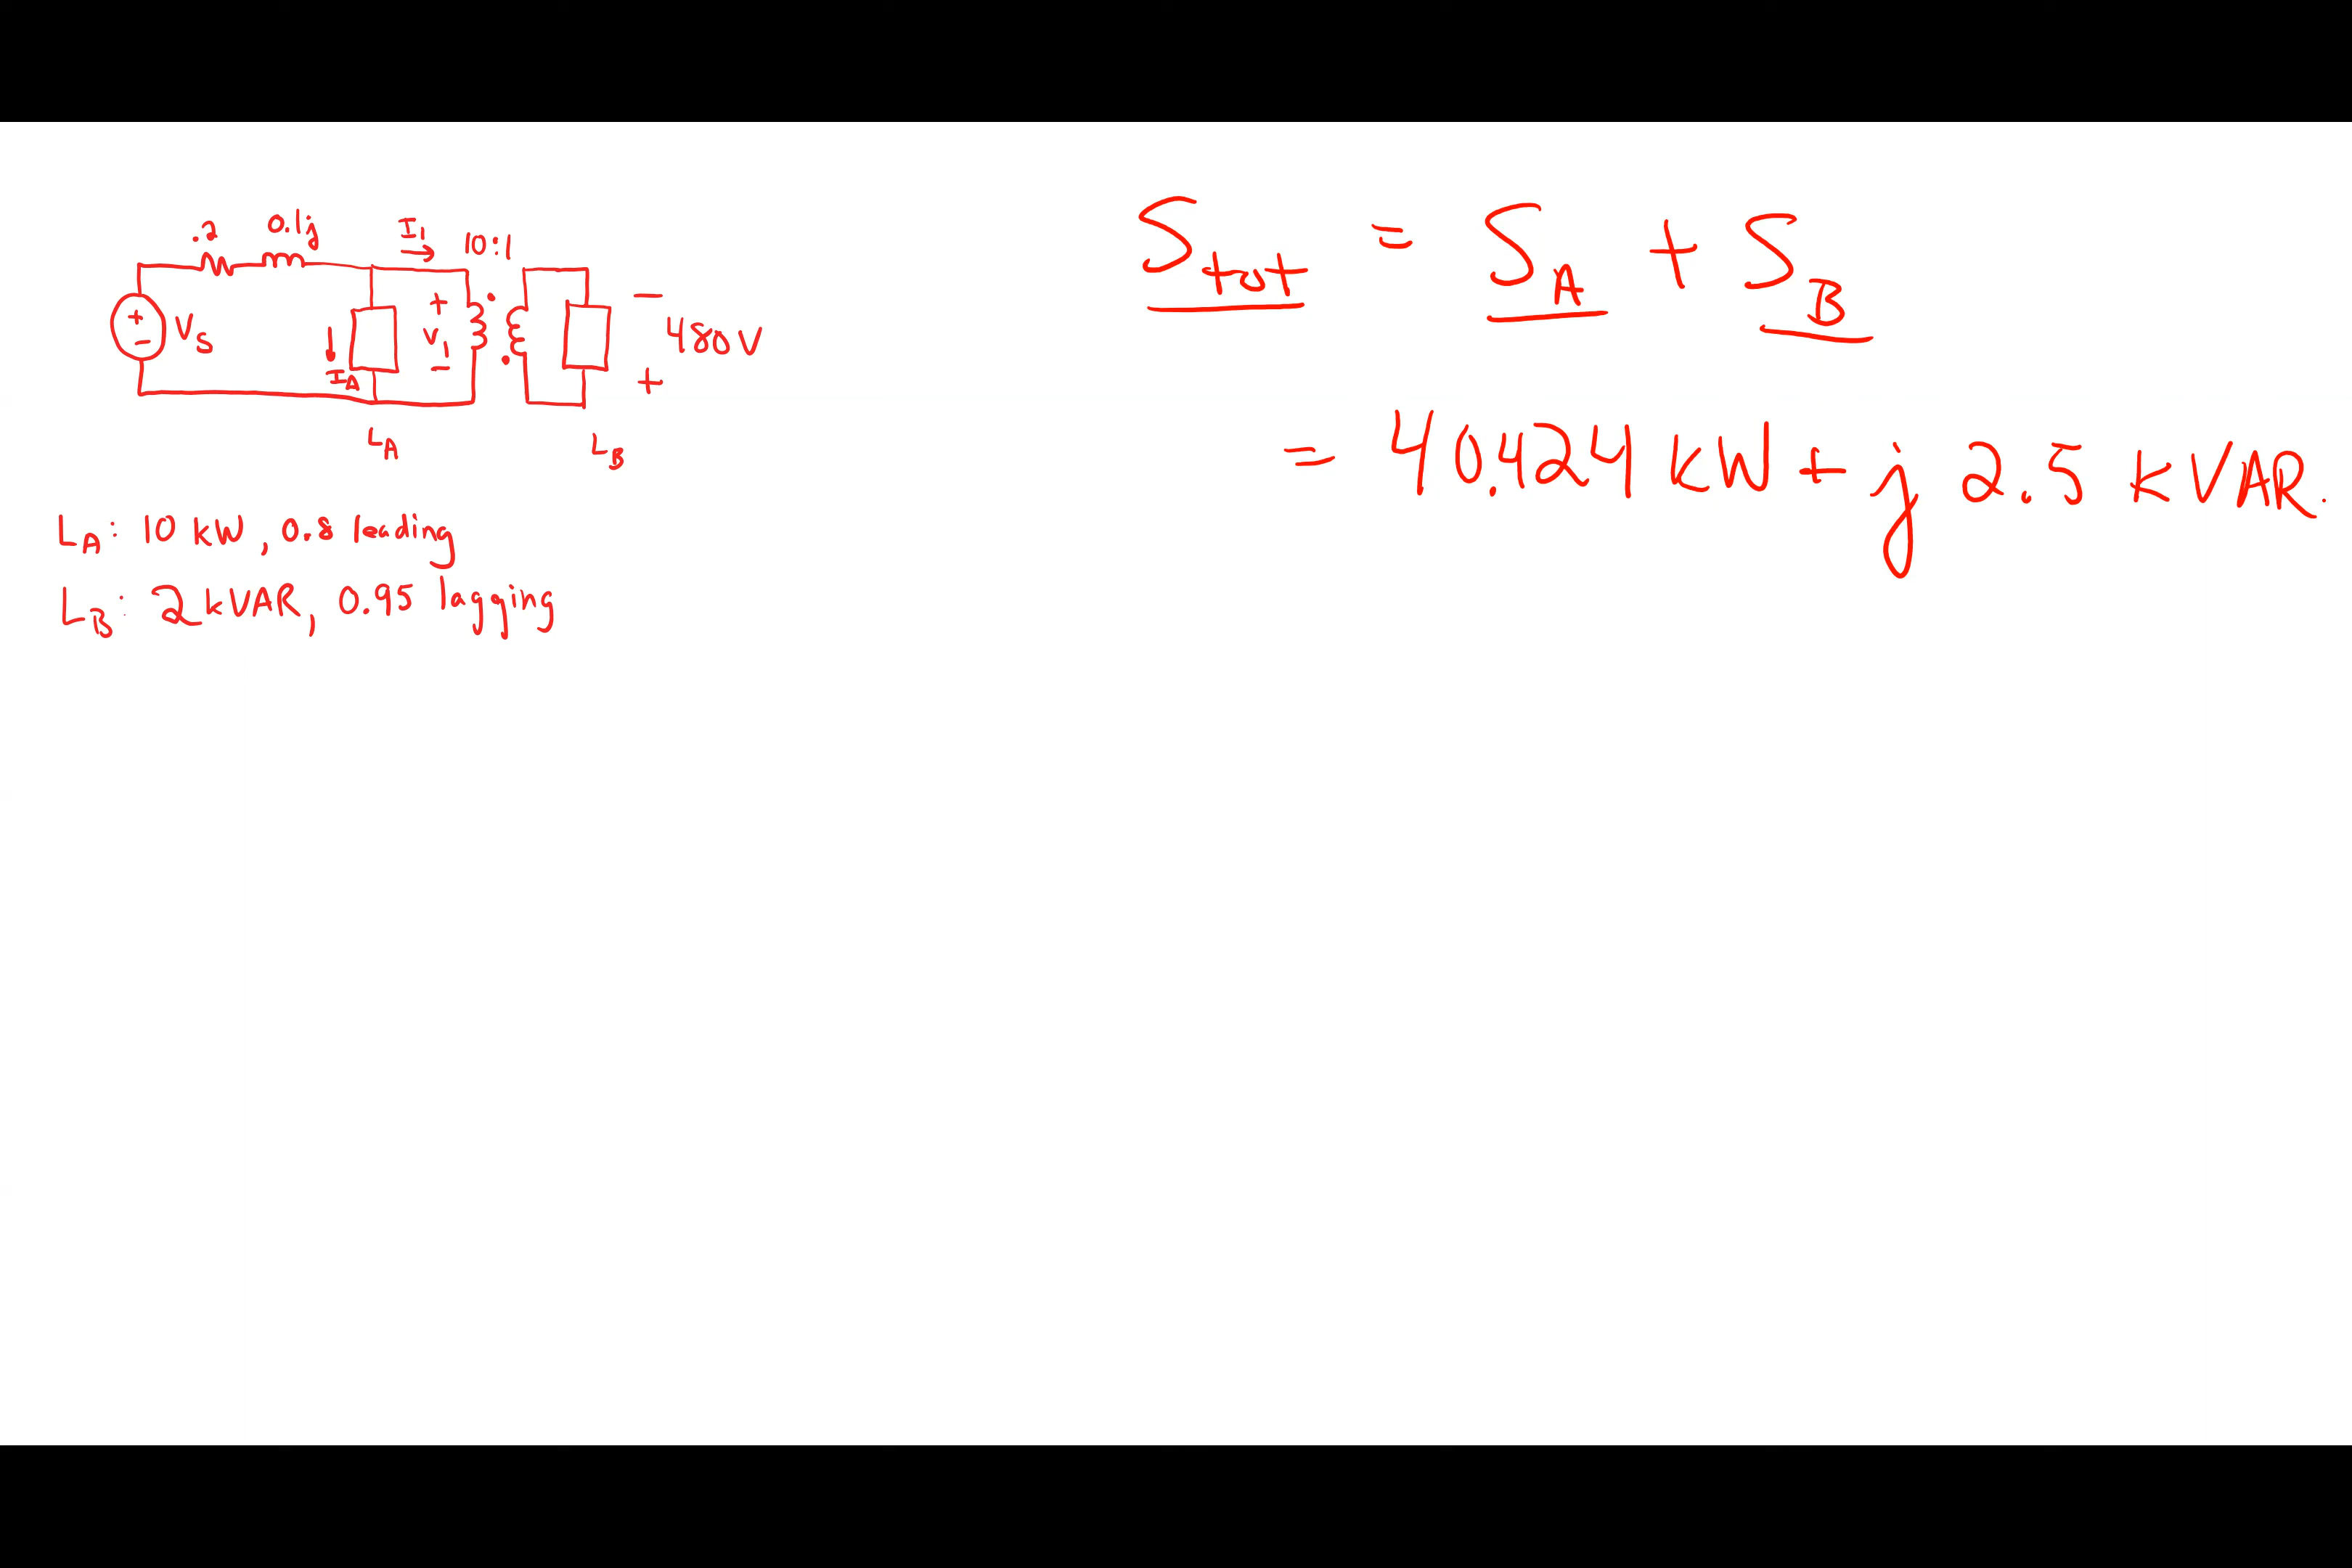 .2 0.1j I1 10:1
+ - VS IA + V1 - - 480V +
LA LB
LA: 10 kW, 0.8 leading
LB: 2 kVAR, 0.95 lagging
Stot = SA + SB
= 40.424 kW + j 2.5 kVAR.